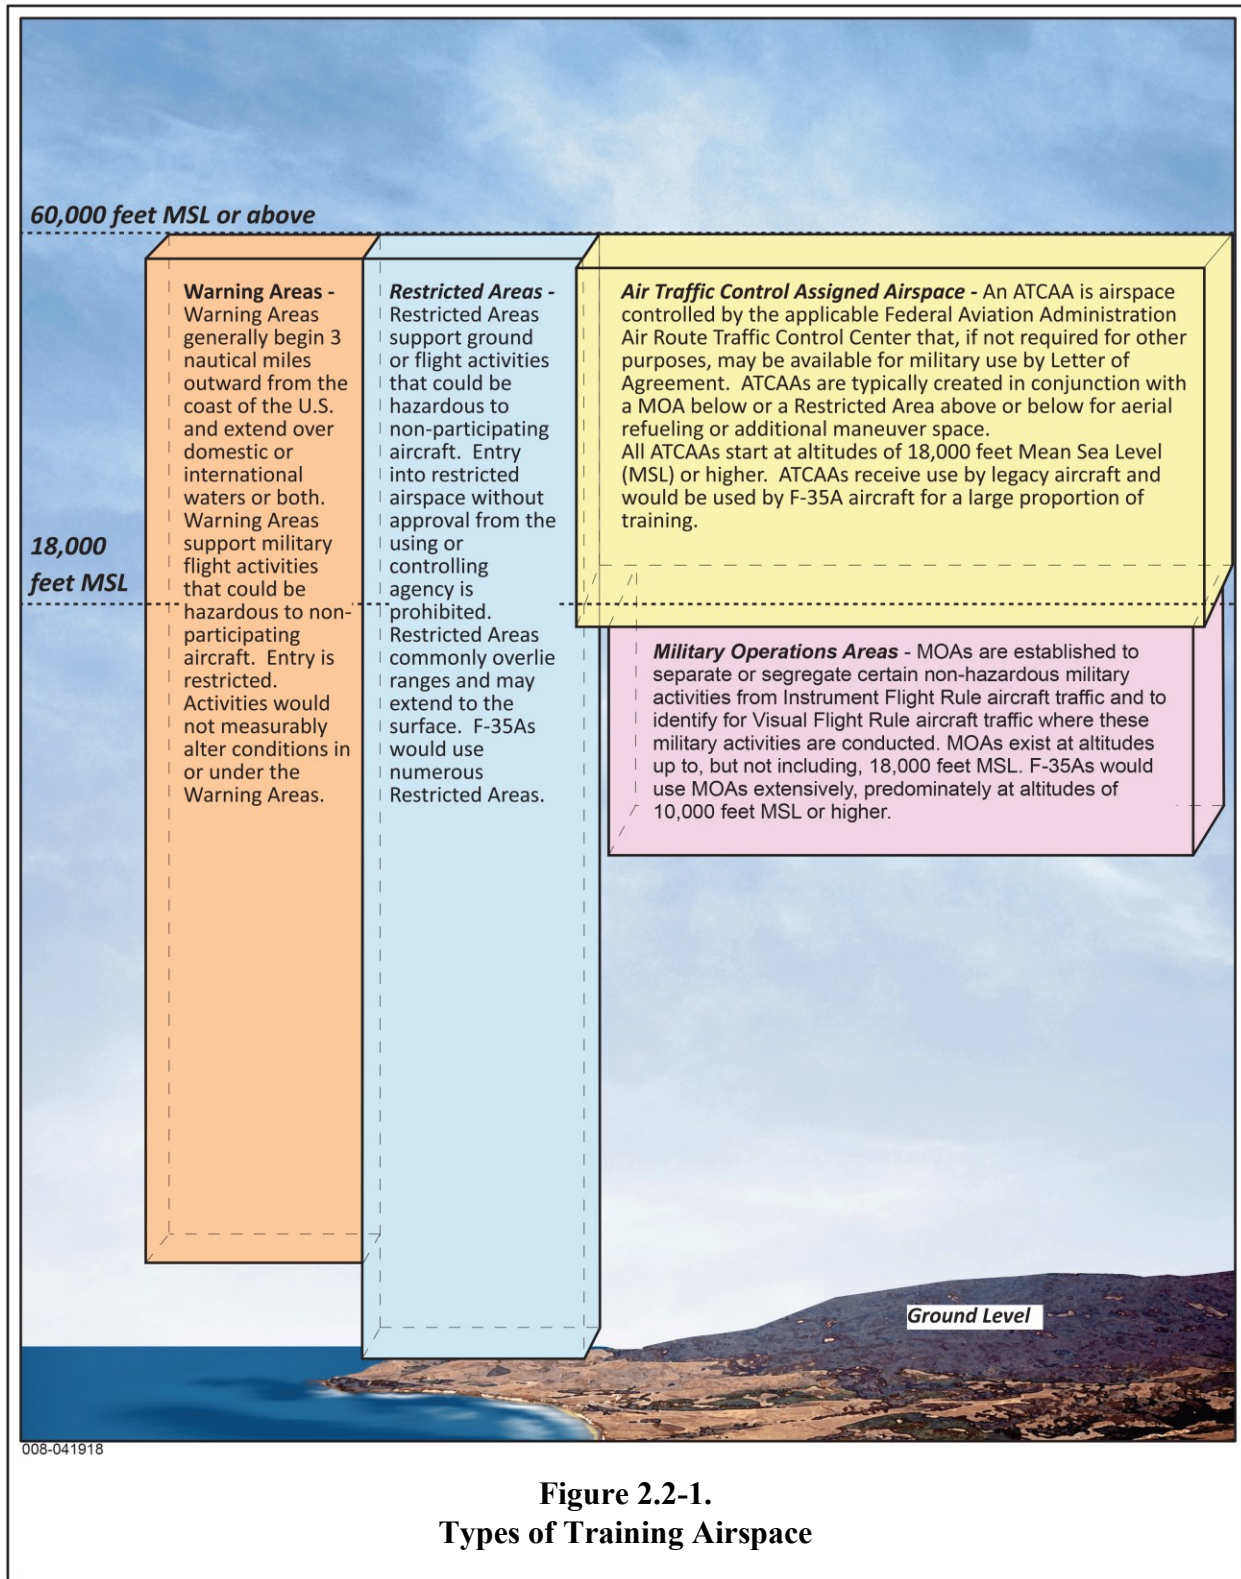 60,000 feet MSL or above
Warning Areas -
Warning Areas
generally begin 3
nautical miles
outward from the
coast of the U.S.
and extend over
domestic or
international
waters or both.
Warning Areas
support military
flight activities
that could be
hazardous to non-
participating
aircraft. Entry is
restricted.
Activities would
not measurably
alter conditions in
or under the
Warning Areas.
Restricted Areas -
Restricted Areas
support ground
or flight activities
that could be
hazardous to
non-participating
aircraft. Entry
into restricted
airspace without
approval from the
using or
controlling
agency is
prohibited.
Restricted Areas
commonly overlie
ranges and may
extend to the
surface. F-35As
would use
numerous
Restricted Areas.
Air Traffic Control Assigned Airspace - An ATCAA is airspace
controlled by the applicable Federal Aviation Administration
Air Route Traffic Control Center that, if not required for other
purposes, may be available for military use by Letter of
Agreement. ATCAAs are typically created in conjunction with
a MOA below or a Restricted Area above or below for aerial
refueling or additional maneuver space.
All ATCAAs start at altitudes of 18,000 feet Mean Sea Level
(MSL) or higher. ATCAAs receive use by legacy aircraft and
would be used by F-35A aircraft for a large proportion of
training.
18,000
feet MSL
Military Operations Areas - MOAs are established to
separate or segregate certain non-hazardous military
activities from Instrument Flight Rule aircraft traffic and to
identify for Visual Flight Rule aircraft traffic where these
military activities are conducted. MOAs exist at altitudes
up to, but not including, 18,000 feet MSL. F-35As would
use MOAs extensively, predominately at altitudes of
10,000 feet MSL or higher.
Ground Level
008-041918
Figure 2.2-1.
Types of Training Airspace